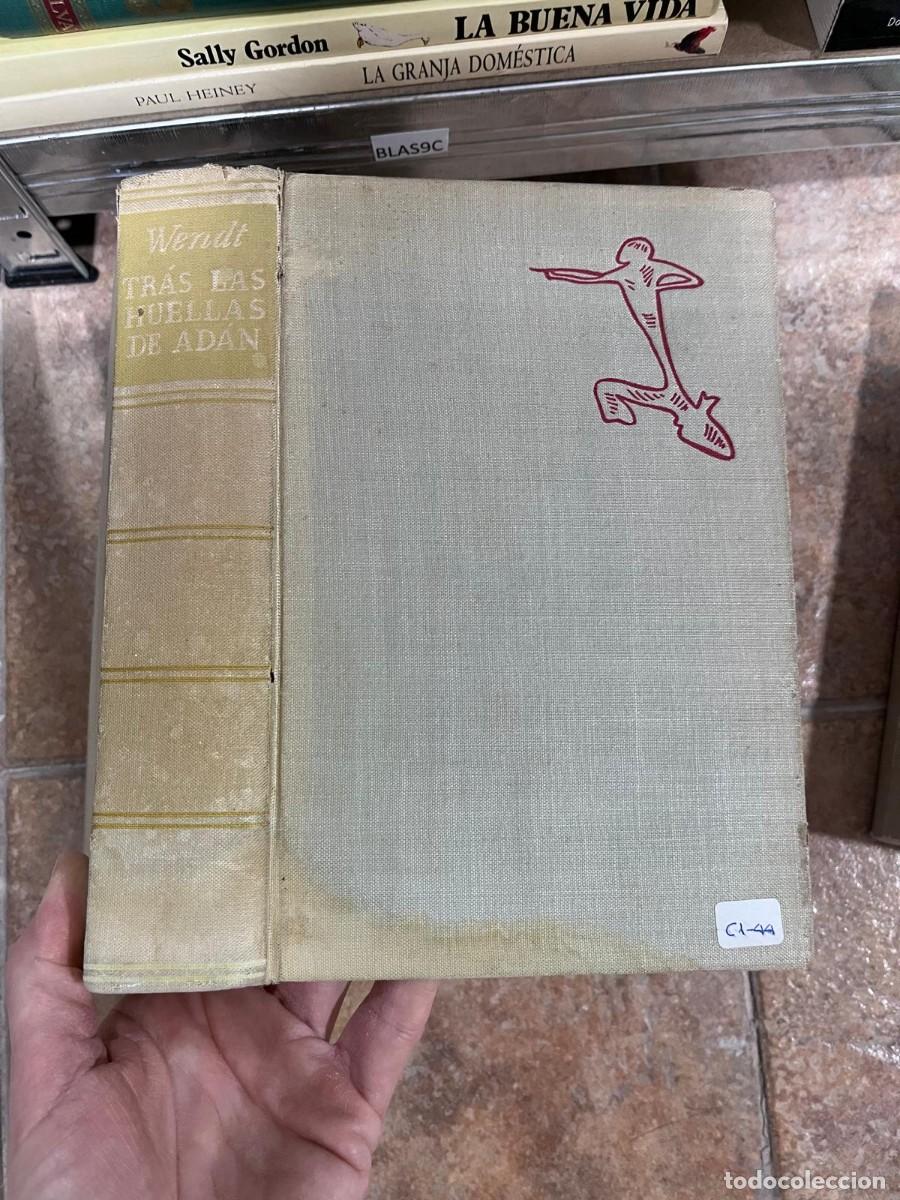 LVA
LA BUENA VIDA
Sally Gordon
LA GRANJA DOMÉSTICA
PAUL HEINEY
BLAS9C
Wendt
TRÁS LAS
HUELLAS
DE ADÁN
C1-44
todocoleccion